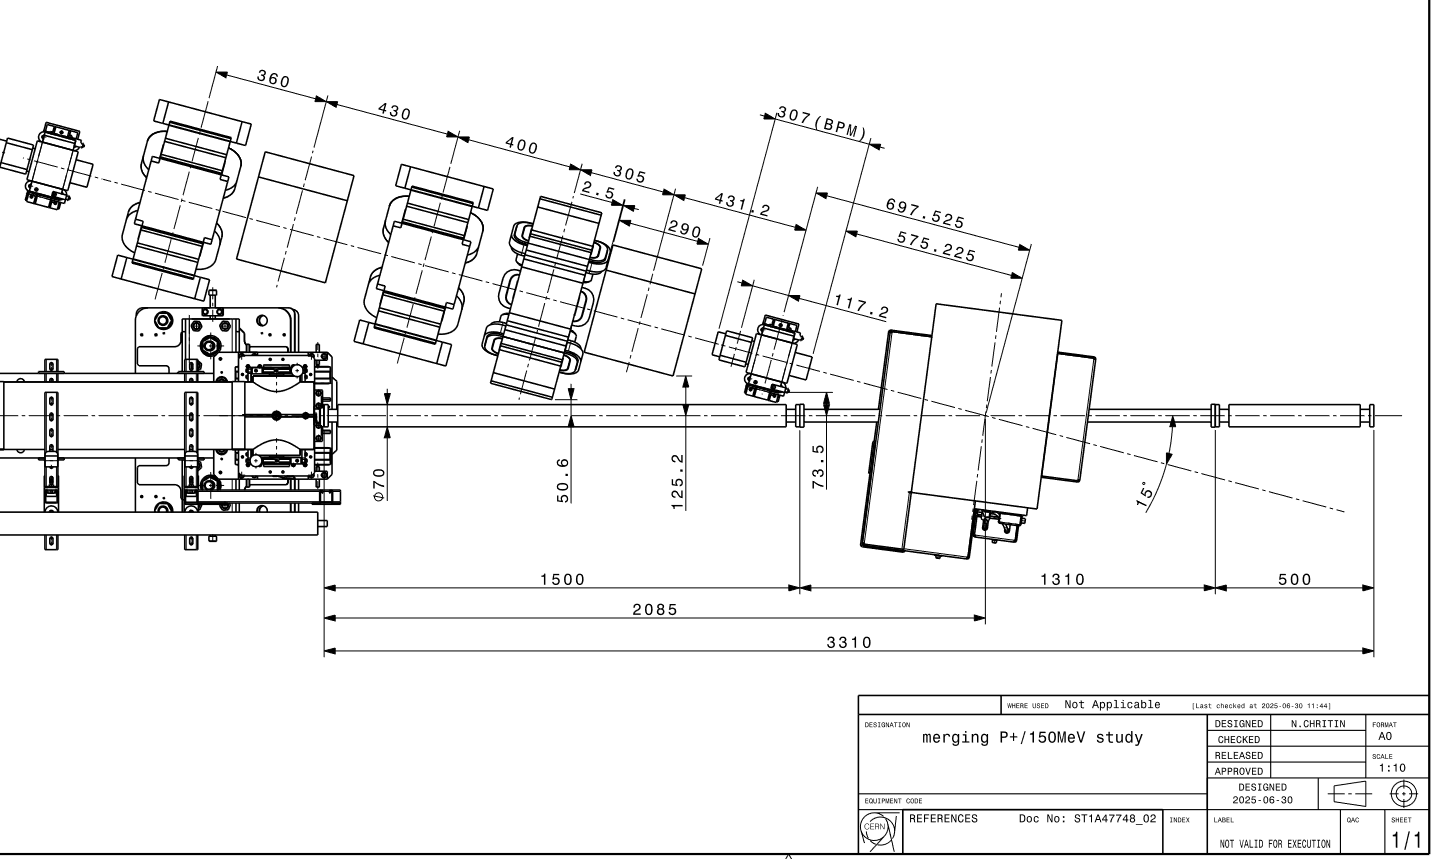 360
430
400
305
2.5
290
431.2
307(BPM)
697.525
575.225
117.2
Φ70
50.6
125.2
73.5
15°
1500
1310
500
2085
3310
WHERE USED Not Applicable [Last checked at 2025-06-30 11:44]
DESIGNATION
merging P+/150MeV study
DESIGNED N.CHRITIN
CHECKED
RELEASED
APPROVED
FORMAT
A0
SCALE
1:10
DESIGNED
2025-06-30
EQUIPMENT CODE
CERN
REFERENCES Doc No: ST1A47748_02
INDEX
LABEL
NOT VALID FOR EXECUTION
QAC
SHEET
1/1